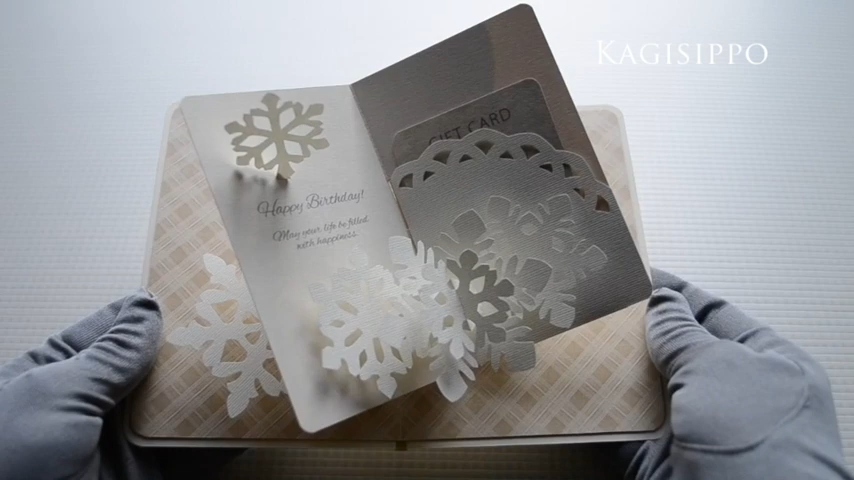 KAGISIPPO
GIFT CARD
Happy Birthday!
May your life be filled
with happiness.